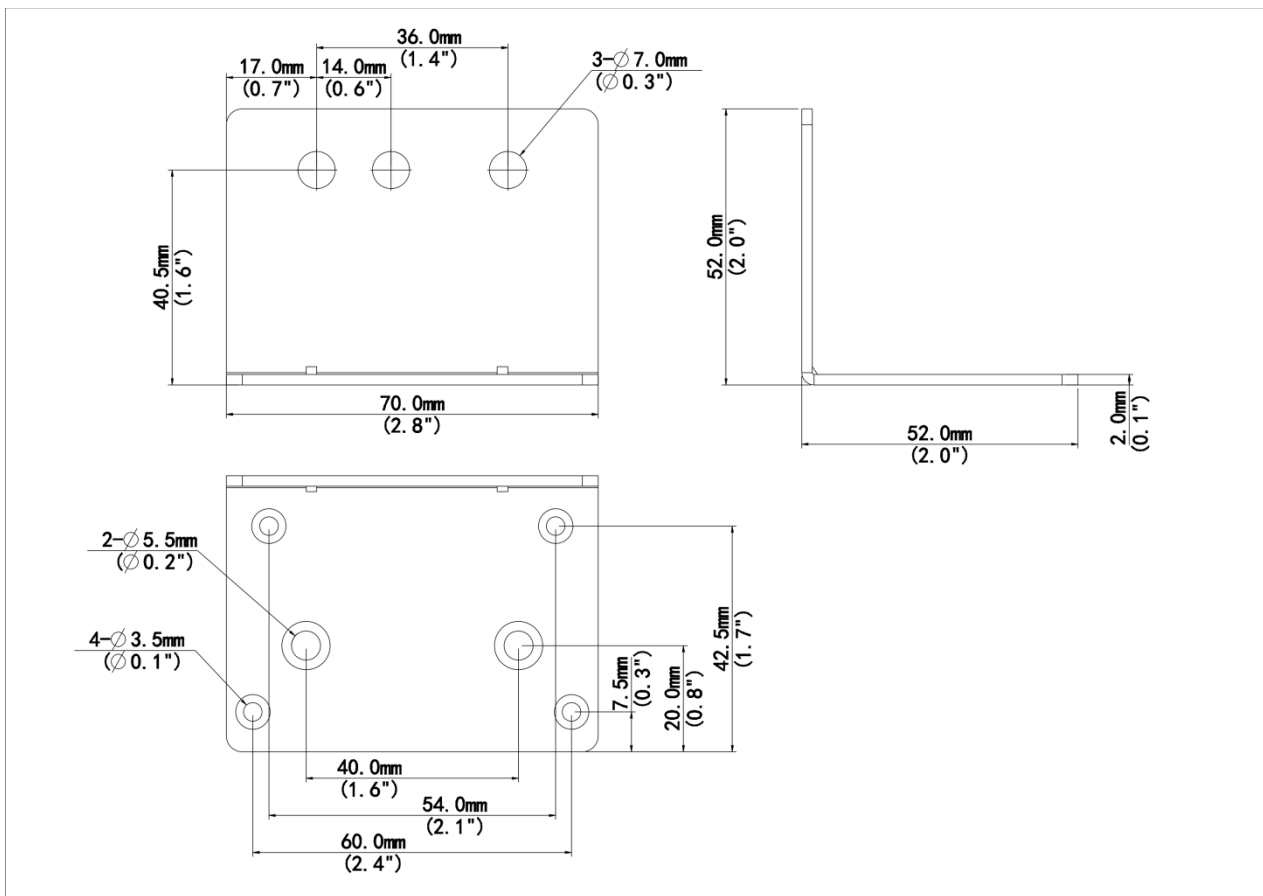 36.0mm
(1.4")
17.0mm
(0.7")
14.0mm
(0.6")
3-∅7.0mm
(∅0.3")
40.5mm
(1.6")
70.0mm
(2.8")
52.0mm
(2.0")
52.0mm
(2.0")
2.0mm
(0.1")
2-∅5.5mm
(∅0.2")
4-∅3.5mm
(∅0.1")
7.5mm
(0.3")
20.0mm
(0.8")
42.5mm
(1.7")
40.0mm
(1.6")
54.0mm
(2.1")
60.0mm
(2.4")